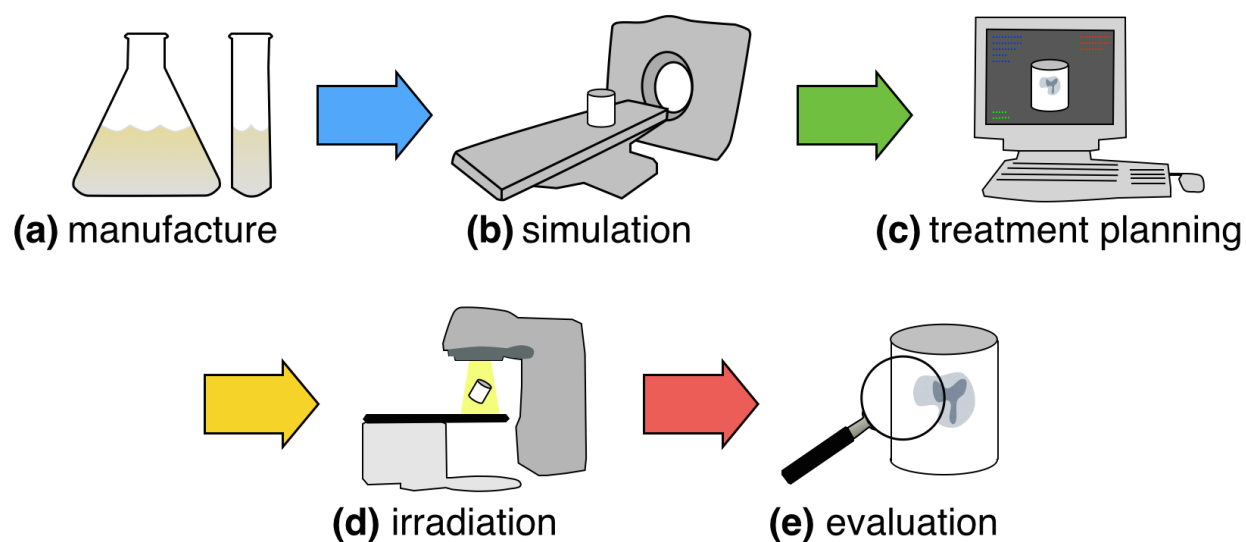 (a) manufacture
(b) simulation
(c) treatment planning
(d) irradiation
(e) evaluation